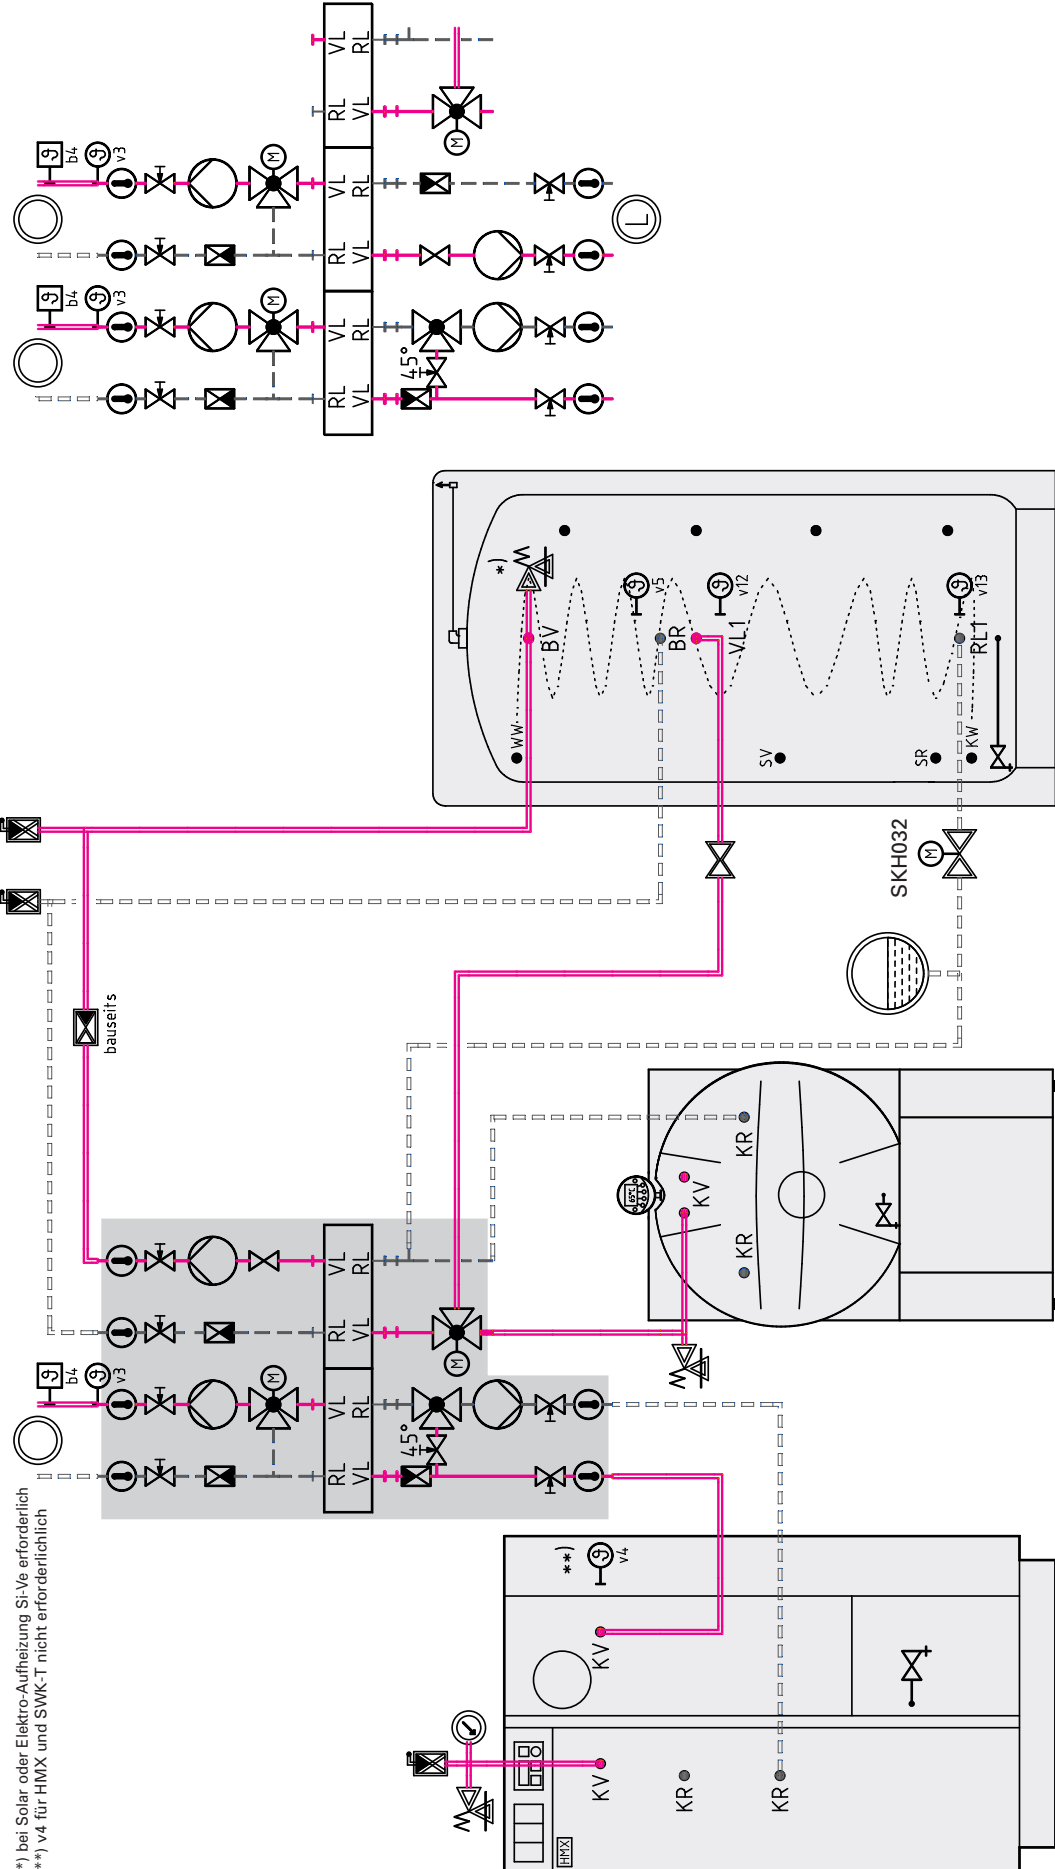 *) bei Solar oder Elektro-Aufheizung Si-Ve erforderlich
**) v4 für HMX und SWK-T nicht erforderlichlich
b4
v3
M
VL
RL
RL
VL
45°
M
VL
RL
RL
VL
M
bauseits
HMX
KV
KR
KR
KV
**)
ϑ
v4
KR
KV
KR
65°C
SKH032
M
WW
BV
*)
BR
VL1
ϑ
v5
ϑ
v12
ϑ
v13
RL1
SV
SR
KW
b4
v3
M
RL
VL
VL
RL
45°
b4
v3
M
RL
VL
VL
RL
RL
VL
VL
RL
M
L